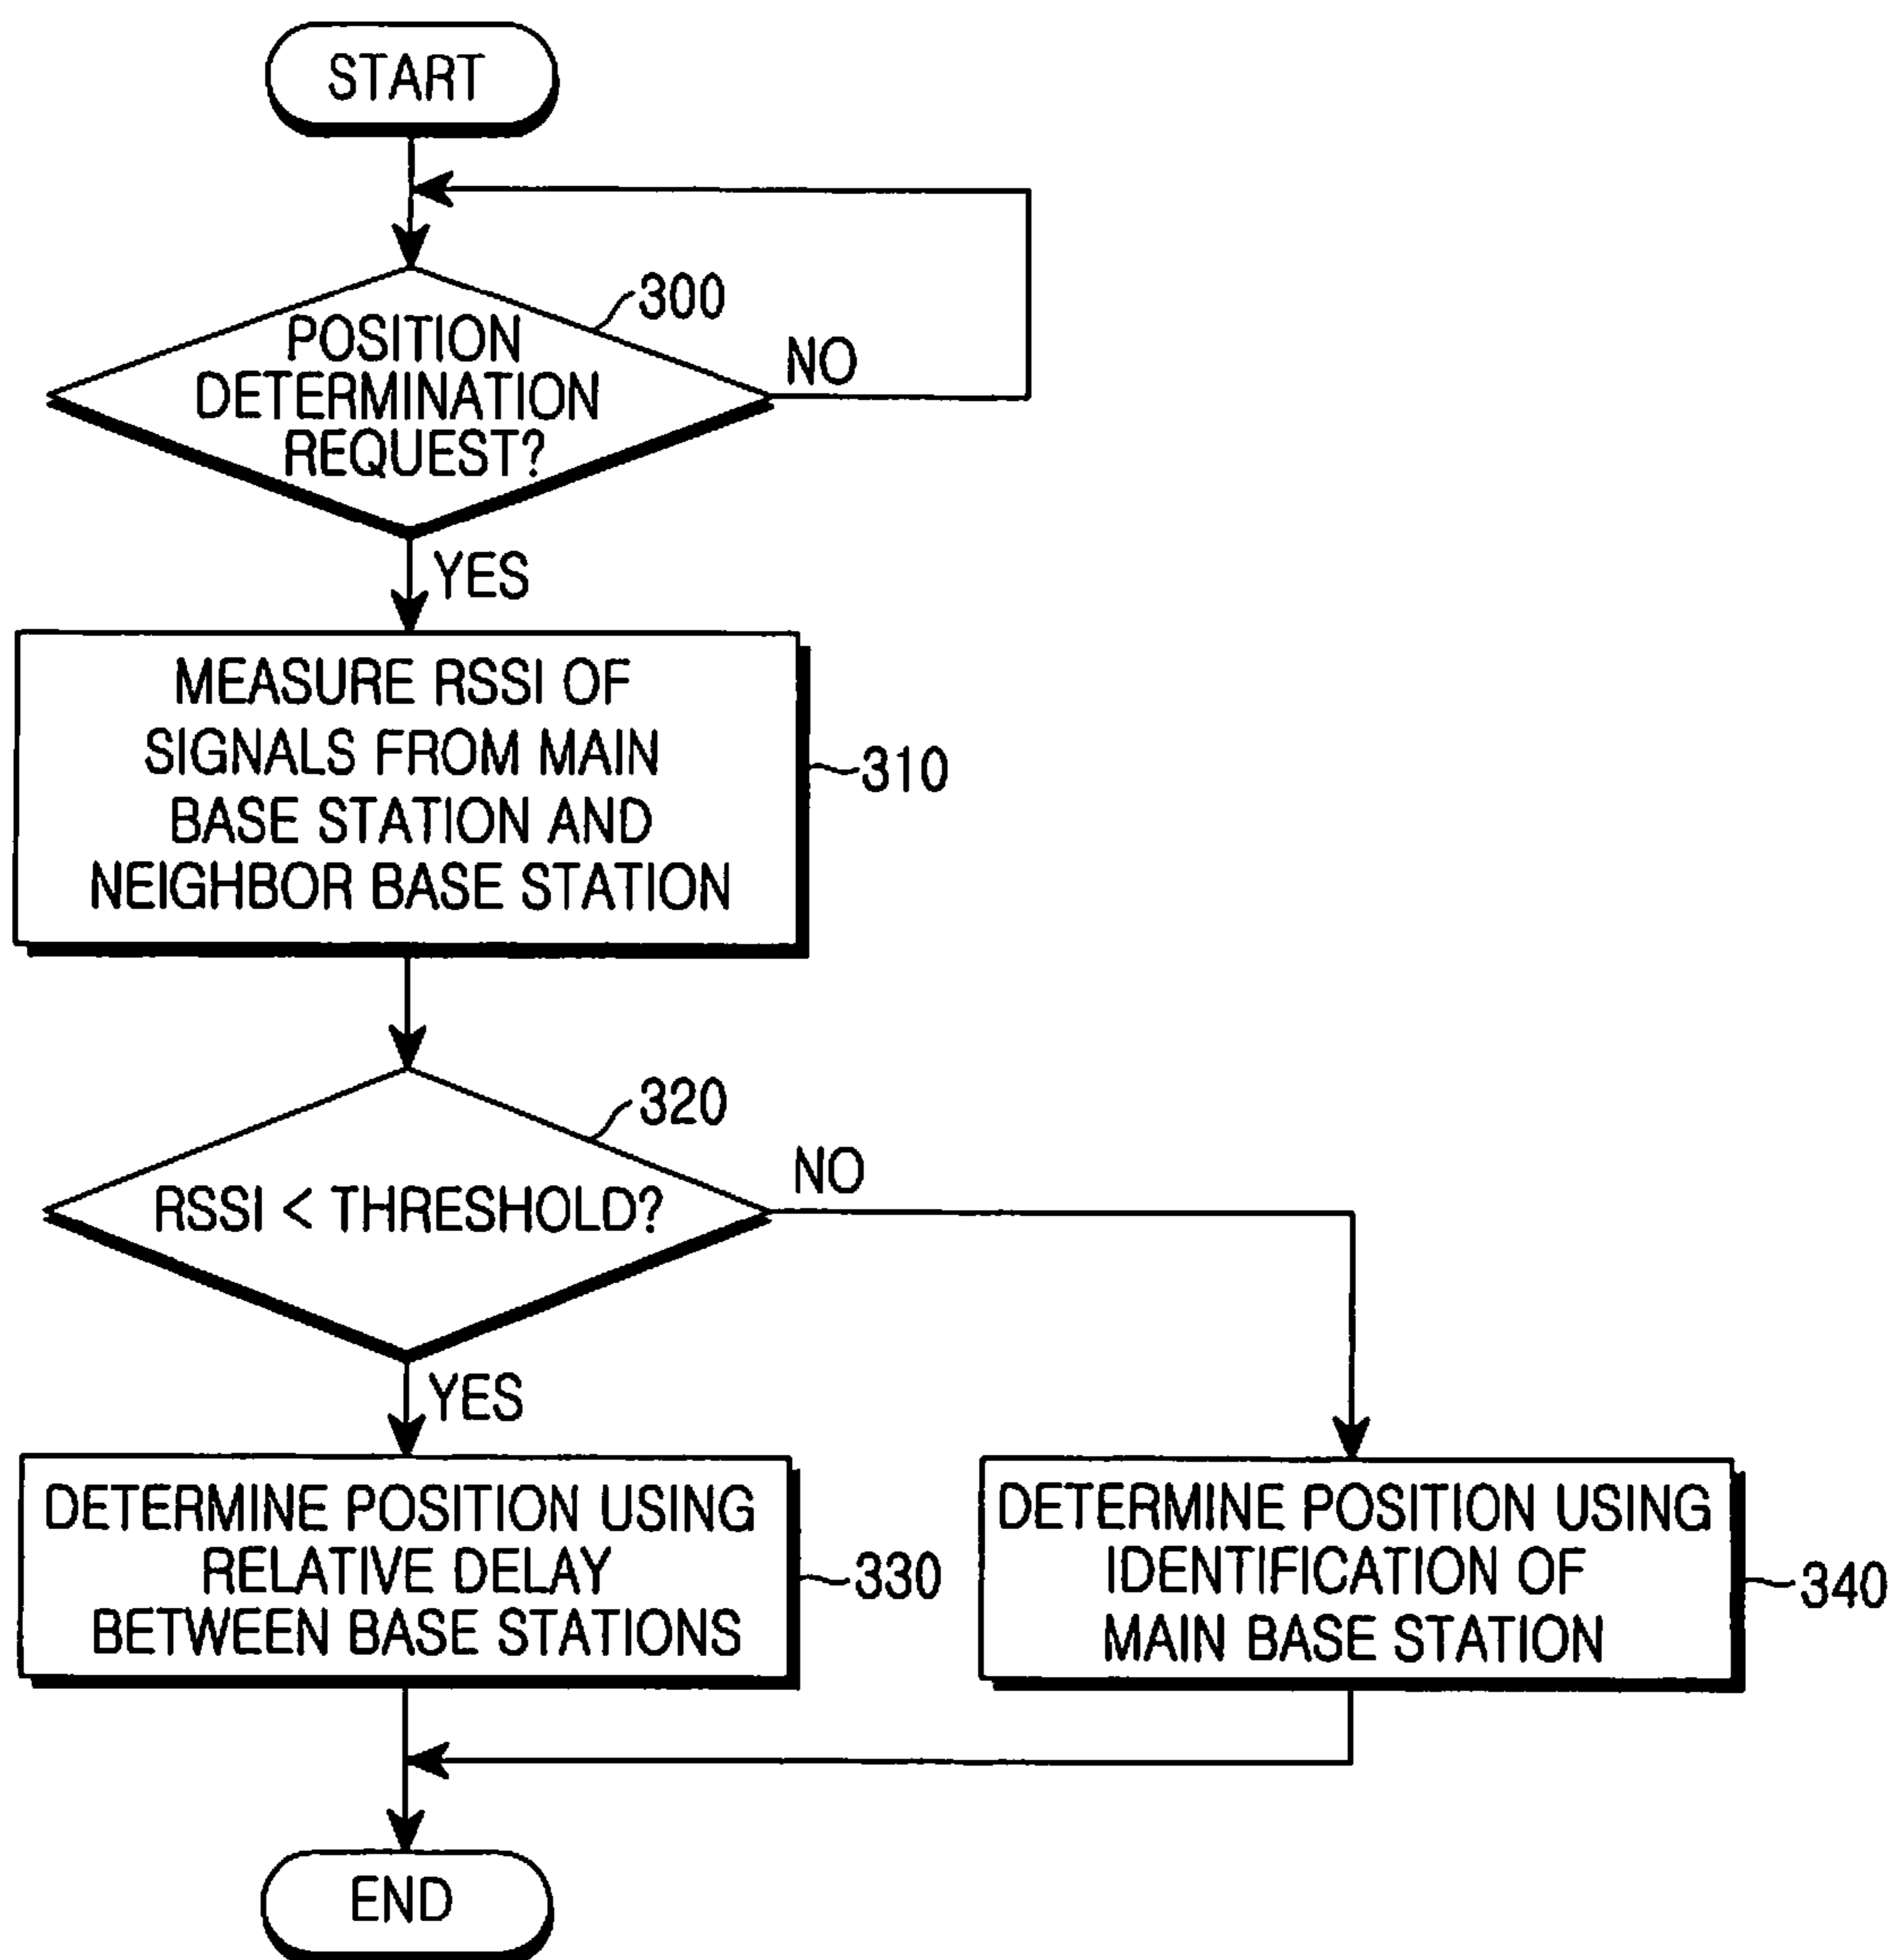 START
300
POSITION
DETERMINATION
REQUEST?
NO
YES
MEASURE RSSI OF
SIGNALS FROM MAIN
BASE STATION AND
NEIGHBOR BASE STATION
310
320
RSSI < THRESHOLD?
NO
YES
DETERMINE POSITION USING
RELATIVE DELAY
BETWEEN BASE STATIONS
330
DETERMINE POSITION USING
IDENTIFICATION OF
MAIN BASE STATION
340
END